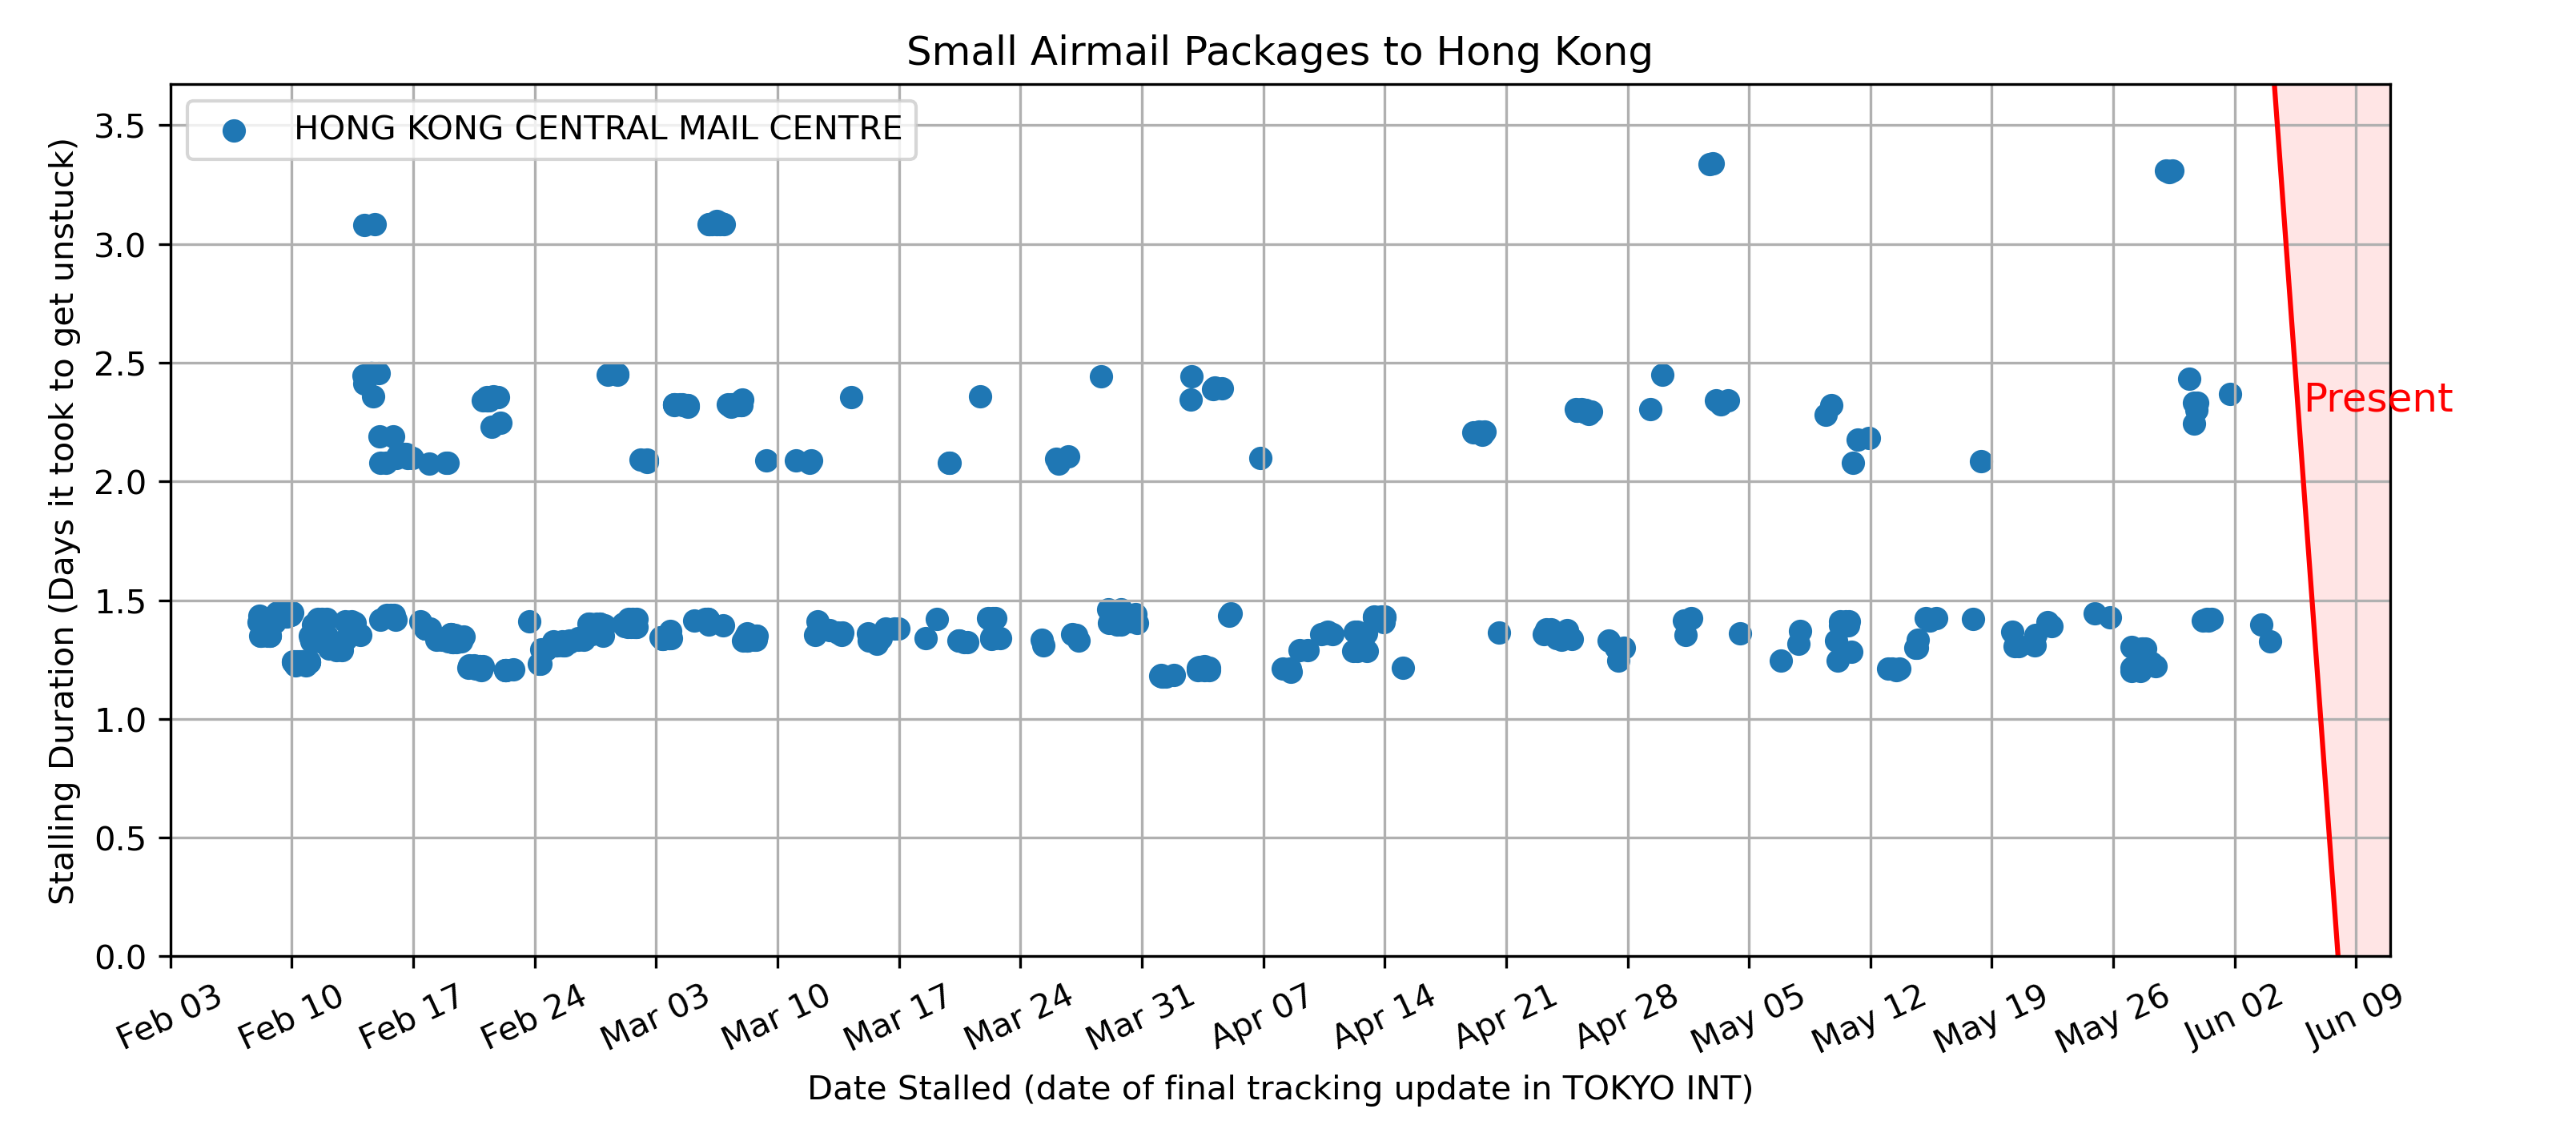 Small Airmail Packages to Hong Kong
HONG KONG CENTRAL MAIL CENTRE
Stalling Duration (Days it took to get unstuck)
3.5
3.0
2.5
2.0
1.5
1.0
0.5
0.0
Present
Feb 03
Feb 10
Feb 17
Feb 24
Mar 03
Mar 10
Mar 17
Mar 24
Mar 31
Apr 07
Apr 14
Apr 21
Apr 28
May 05
May 12
May 19
May 26
Jun 02
Jun 09
Date Stalled (date of final tracking update in TOKYO INT)